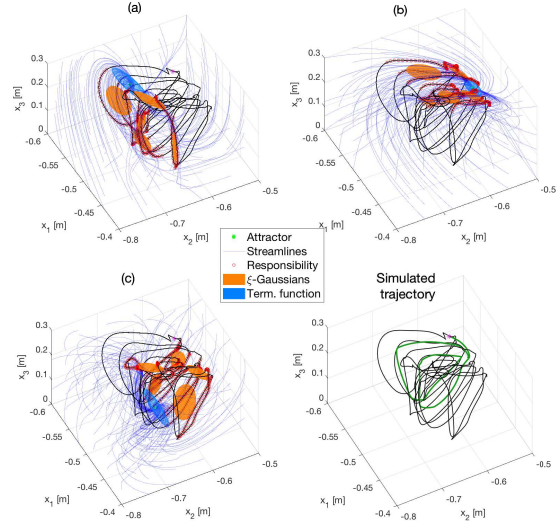 (a)
0.3
0.2
0.1
0
-0.6
-0.55
-0.5
-0.45
-0.4
-0.8
-0.7
-0.6
-0.5
x3 [m]
x1 [m]
x2 [m]
(b)
0.3
0.2
0.1
0
-0.6
-0.55
-0.5
-0.45
-0.4
-0.8
-0.7
-0.6
-0.5
x3 [m]
x1 [m]
x2 [m]
Attractor
Streamlines
Responsibility
ξ-Gaussians
Term. function
(c)
0.3
0.2
0.1
0
-0.6
-0.55
-0.5
-0.45
-0.4
-0.8
-0.7
-0.6
-0.5
x3 [m]
x1 [m]
x2 [m]
Simulated
trajectory
0.3
0.2
0.1
0
-0.6
-0.55
-0.5
-0.45
-0.4
-0.8
-0.7
-0.6
-0.5
x3 [m]
x1 [m]
x2 [m]